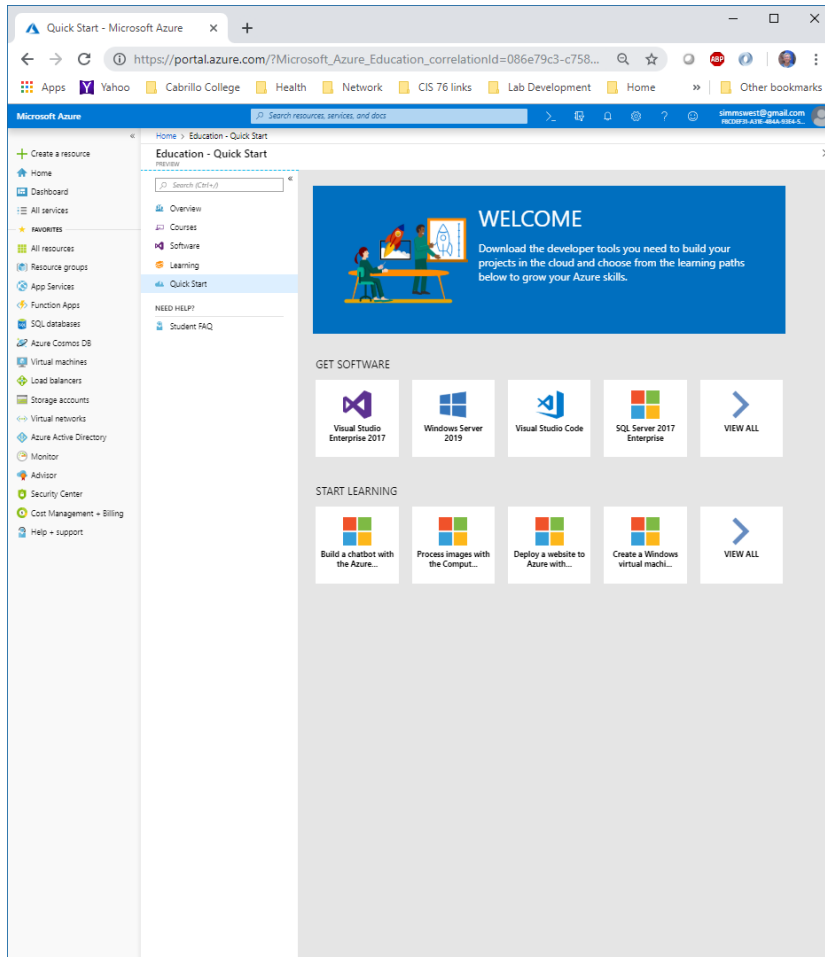 Quick Start - Microsoft Azure
https://portal.azure.com/?Microsoft_Azure_Education_correlationId=086e79c3-c758...
ABP
Apps Yahoo Cabrillo College Health Network CIS 76 links Lab Development Home » Other bookmarks
Microsoft Azure
Search resources, services, and docs
simmswest@gmail.com
«
Create a resource
Home
Dashboard
All services
FAVORITES
All resources
Resource groups
App Services
Function Apps
SQL databases
Azure Cosmos DB
Virtual machines
Load balancers
Storage accounts
Virtual networks
Azure Active Directory
Monitor
Advisor
Security Center
Cost Management + Billing
Help + support
Home > Education - Quick Start
Education - Quick Start
PREVIEW
Search (Ctrl+/)
«
Overview
Courses
Software
Learning
Quick Start
NEED HELP?
Student FAQ
WELCOME
Download the developer tools you need to build your
projects in the cloud and choose from the learning paths
below to grow your Azure skills.
GET SOFTWARE
Visual Studio
Enterprise 2017
Windows Server
2019
Visual Studio Code
SQL Server 2017
Enterprise
VIEW ALL
START LEARNING
Build a chatbot with
the Azure...
Process images with
the Comput...
Deploy a website to
Azure with...
Create a Windows
virtual machi...
VIEW ALL